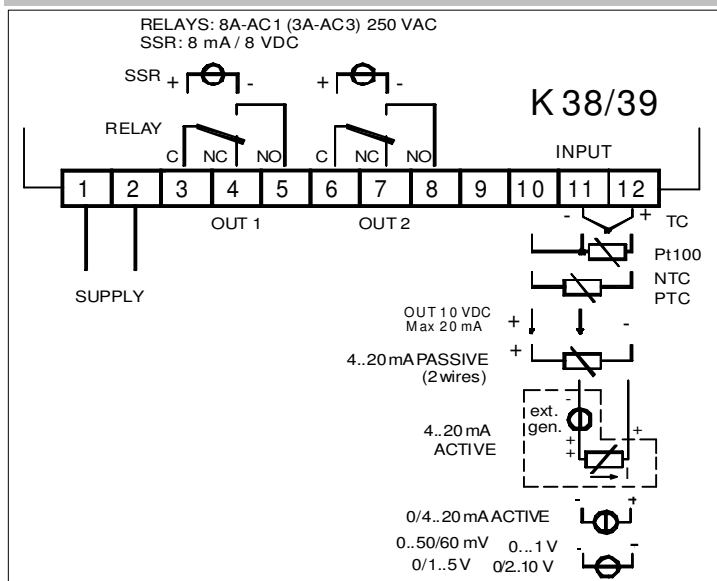 RELAYS: 8A-AC1 (3A-AC3) 250 VAC
SSR: 8 mA / 8 VDC
SSR + - + -
K 38/39
RELAY
C NC NO C NC NO INPUT
1 2 3 4 5 6 7 8 9 10 11 12
OUT 1 OUT 2
- + TC
Pt100
SUPPLY
NTC
PTC
OUT 10 VDC
Max 20 mA + -
4..20 mA PASSIVE +
(2 wires)
-
ext.
gen.
+
4..20 mA +
ACTIVE +
I
- +
0/4..20 mA ACTIVE
0..50/60 mV 0...1 V - -
0/1..5 V 0/2.10 V